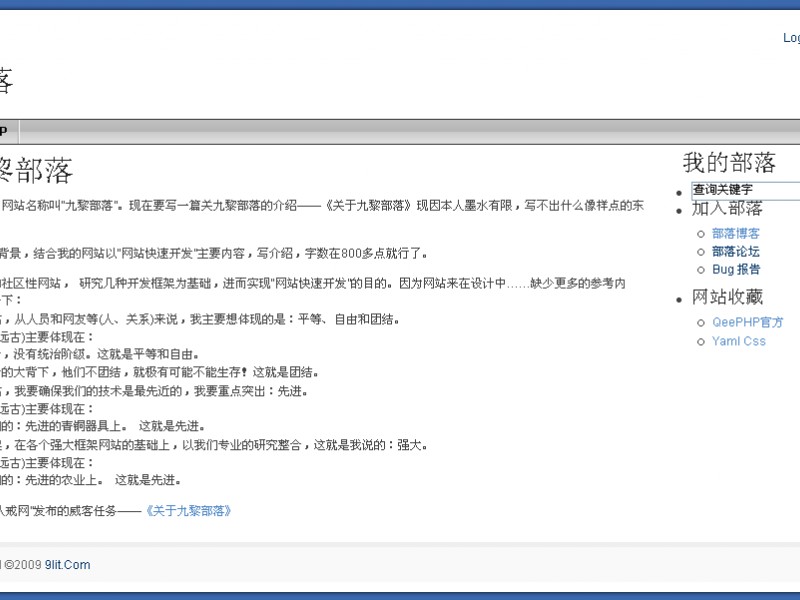 Log
落
P
黎部落
网站名称叫"九黎部落"。现在要写一篇关九黎部落的介绍——《关于九黎部落》现因本人墨水有限，写不出什么像样点的东
背景，结合我的网站以"网站快速开发"主要内容，写介绍，字数在800多点就行了。
社区性网站， 研究几种开发框架为基础，进而实现"网站快速开发"的目的。因为网站来在设计中……缺少更多的参考内
下：
，从人员和网友等(人、关系)来说，我主要想体现的是：平等、自由和团结。
远古)主要体现在：
，没有统治阶级。这就是平等和自由。
的大背下，他们不团结，就极有可能不能生存！这就是团结。
，我要确保我们的技术是最先近的，我要重点突出：先进。
远古)主要体现在：
的：先进的青銅器具上。 这就是先进。
，在各个强大框架网站的基础上，以我们专业的研究整合，这就是我说的：强大。
远古)主要体现在：
的：先进的农业上。 这就是先进。
人戒网"发布的威客任务——《关于九黎部落》
我的部落
查询关键字
加入部落
部落博客
部落论坛
Bug 报告
网站收藏
QeePHP官方
Yaml Css
©2009 9lit.Com